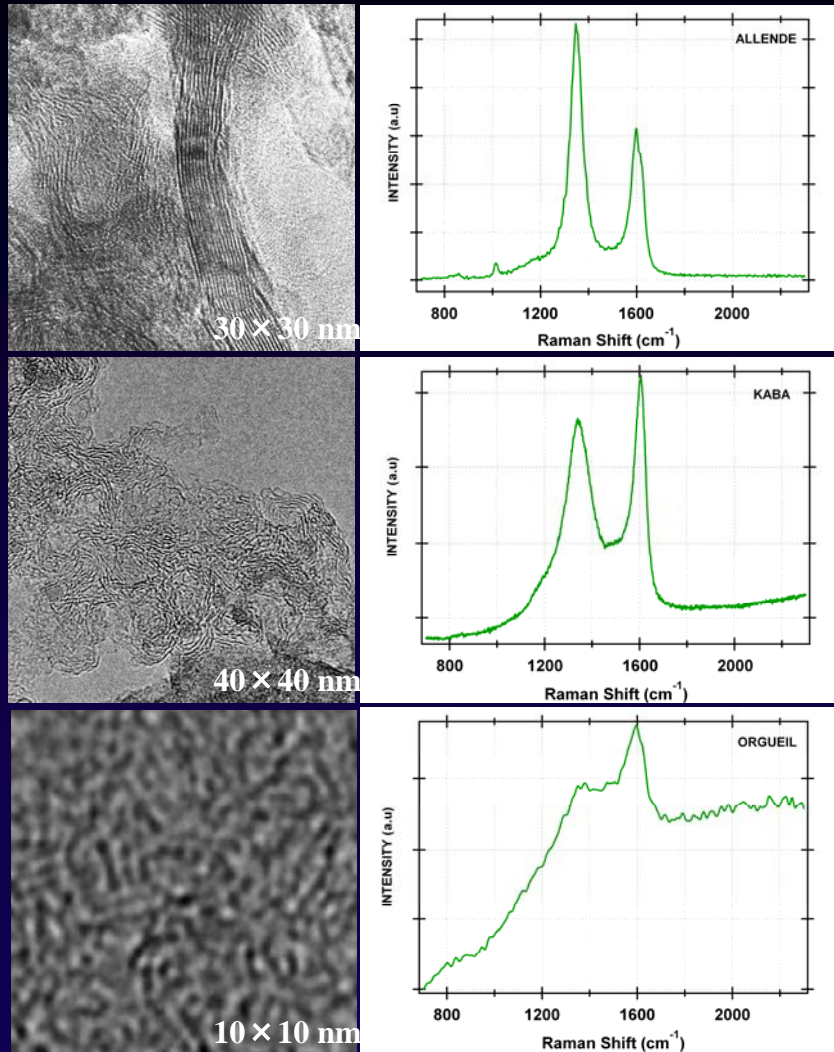 30 × 30 nm
ALLENDE
INTENSITY (a.u)
800 1200 1600 2000
Raman Shift (cm⁻¹)
40 × 40 nm
KABA
INTENSITY (a.u)
800 1200 1600 2000
Raman Shift (cm⁻¹)
10 × 10 nm
ORGUEIL
INTENSITY (a.u)
800 1200 1600 2000
Raman Shift (cm⁻¹)